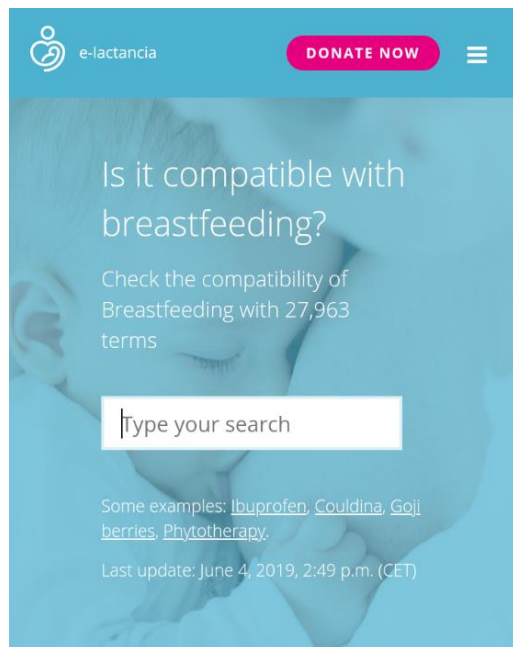 e-lactancia
DONATE NOW
Is it compatible with
breastfeeding?
Check the compatibility of
Breastfeeding with 27,963
terms
Type your search
Some examples: Ibuprofen, Couldina, Goji
berries, Phytotherapy.
Last update: June 4, 2019, 2:49 p.m. (CET)